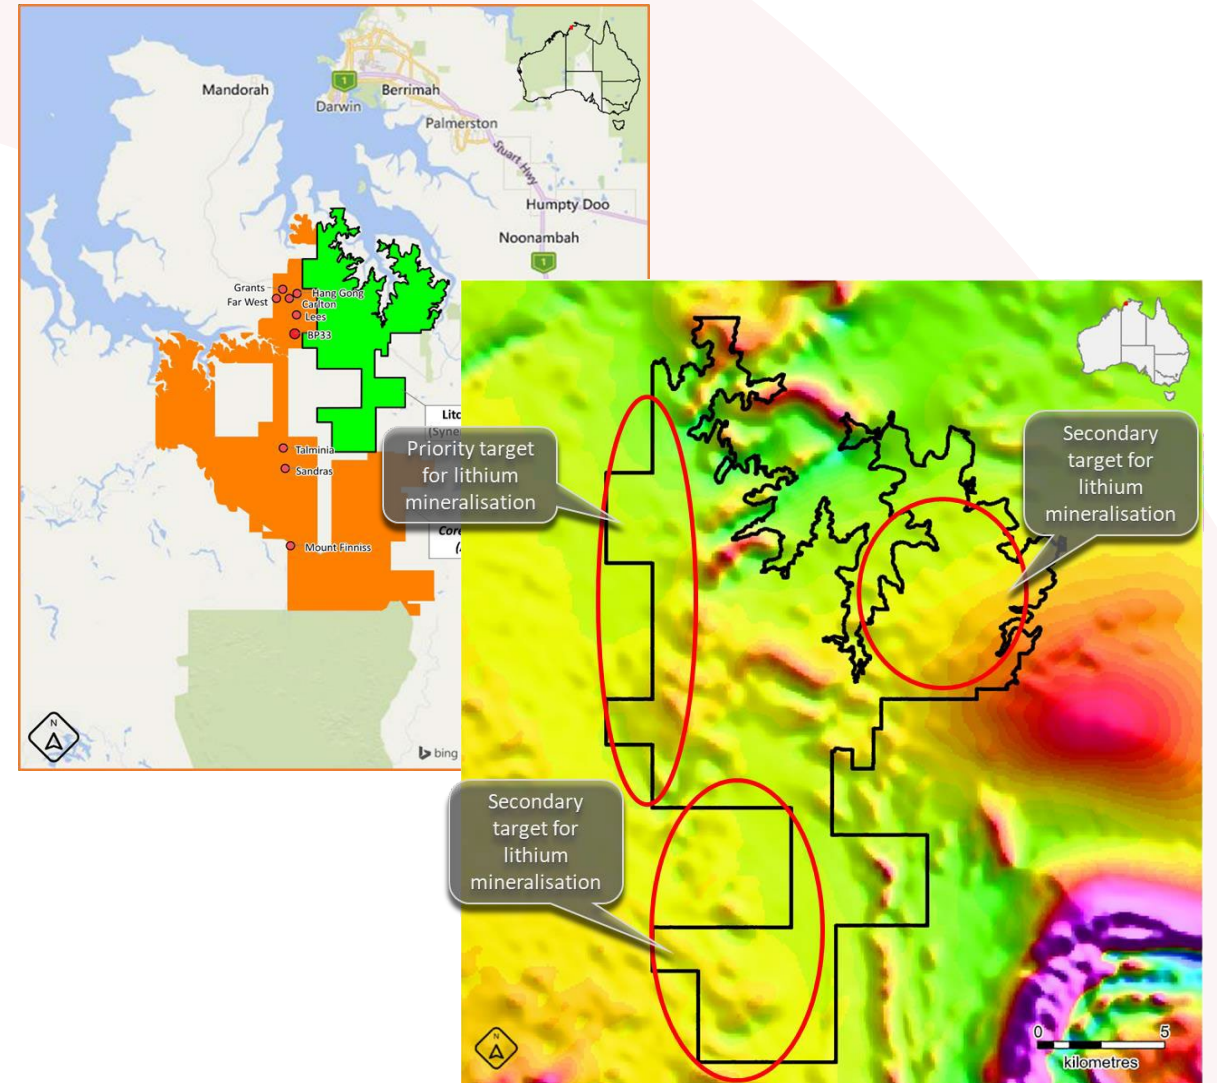 Mandorah
1
Darwin
Berrimah
Palmerston
Stuart Hwy
Humpty Doo
Noonambah
1
Grants
Far West
Hang Gong
Carlton
Lees
BP33
Talminia
Sandras
Mount Finniss
N
bing
Priority target
for lithium
mineralisation
Secondary
target for
lithium
mineralisation
Secondary
target for
lithium
mineralisation
N
0 5
kilometres